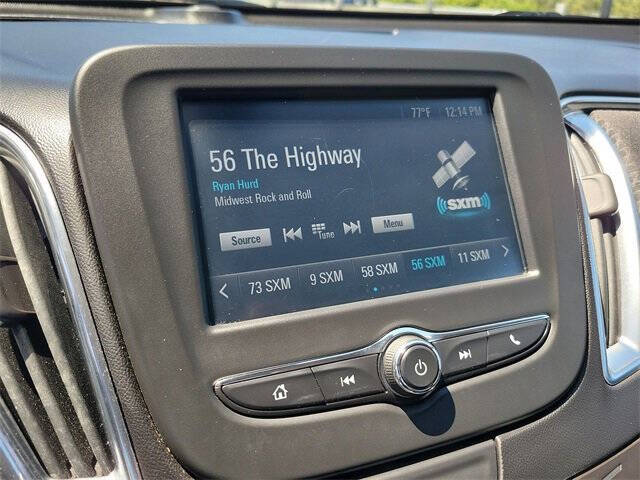 77°F 12:14 PM
56 The Highway
Ryan Hurd
Midwest Rock and Roll
sxm
Source Tune Menu
73 SXM 9 SXM 58 SXM 56 SXM 11 SXM